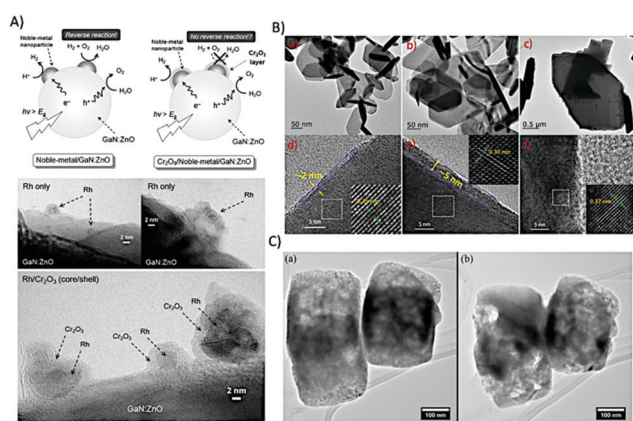 A)
Reverse reaction!
No reverse reaction!?
Noble-metal
nanoparticle
H₂ + O₂
H₂O
H₂
H⁺
O₂
H₂O
e⁻
h⁺
hν > Eg
GaN:ZnO
Noble-metal/GaN:ZnO
Noble-metal
nanoparticle
H₂ + O₂
H₂O
Cr₂O₃
layer
H₂
H⁺
O₂
H₂O
e⁻
h⁺
hν > Eg
GaN:ZnO
Cr₂O₃/Noble-metal/GaN:ZnO
Rh only
Rh
2 nm
GaN:ZnO
Rh only
Rh
2 nm
GaN:ZnO
Rh/Cr₂O₃ (core/shell)
Cr₂O₃
Rh
Cr₂O₃
Rh
Cr₂O₃
Rh
2 nm
GaN:ZnO
B)
a)
50 nm
b)
50 nm
c)
0.5 μm
d)
~2 nm
5 nm
~5 nm
0.30 nm
5 nm
5 nm
0.37 nm
C)
(a)
100 nm
(b)
100 nm